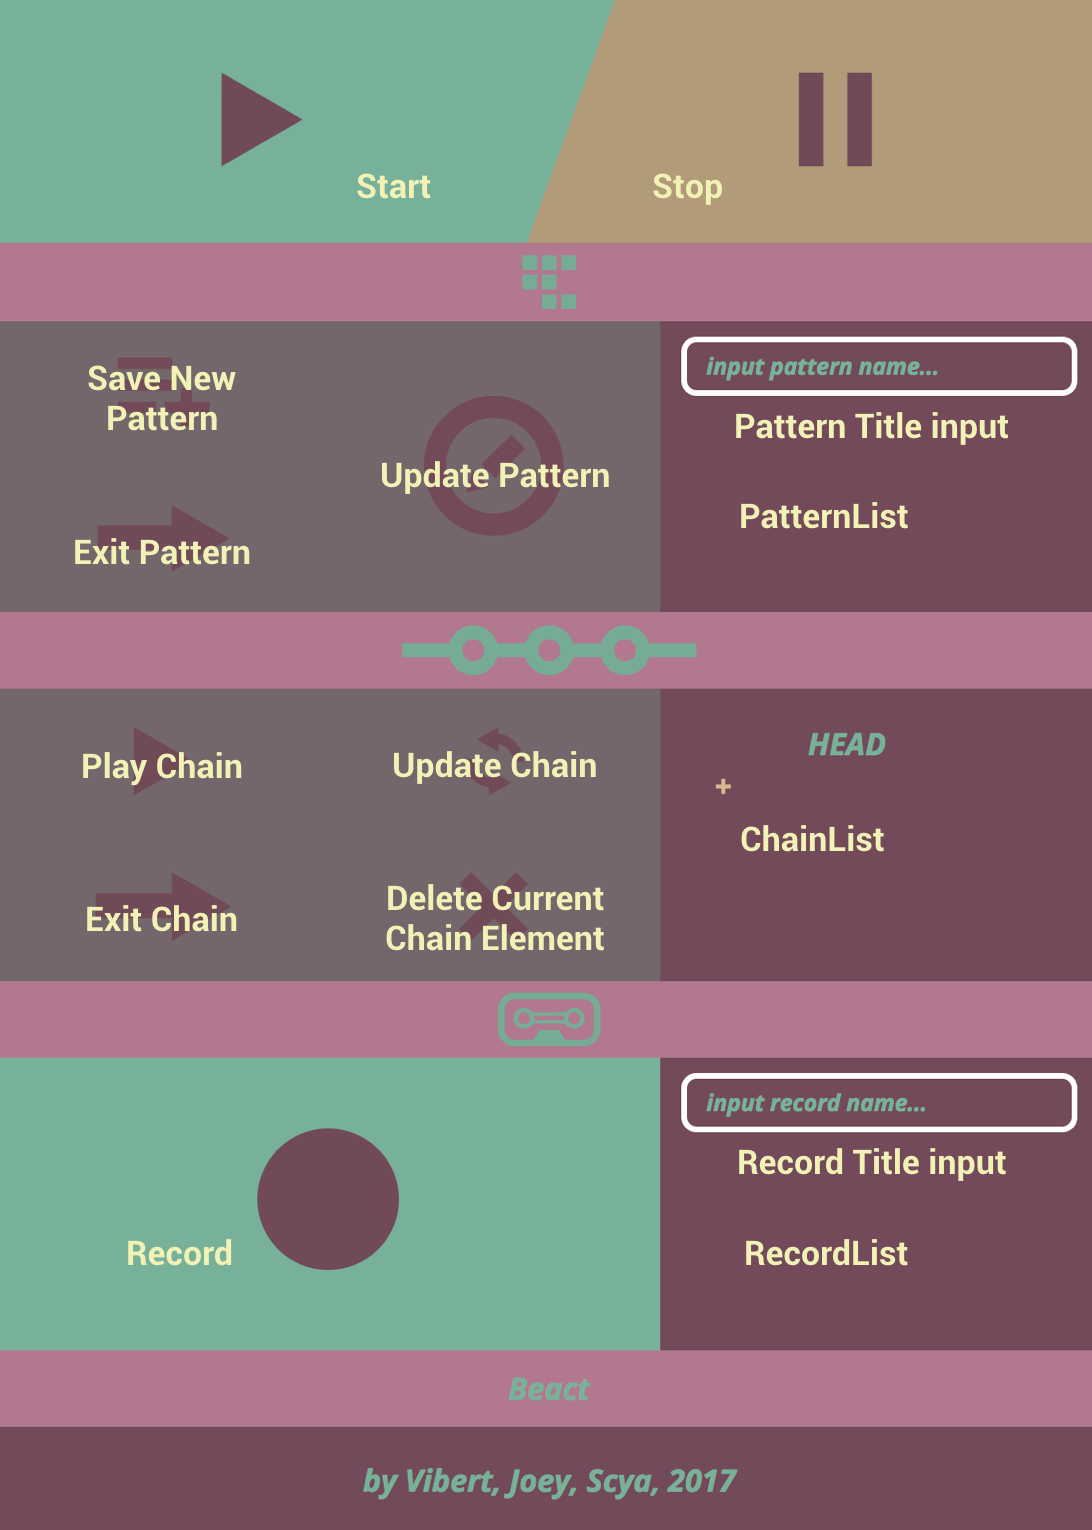 Start
Stop
Save New
Pattern
Update Pattern
Exit Pattern
input pattern name...
Pattern Title input
PatternList
Play Chain
Update Chain
Exit Chain
Delete Current
Chain Element
HEAD
+
ChainList
Record
input record name...
Record Title input
RecordList
Beact
by Vibert, Joey, Scya, 2017